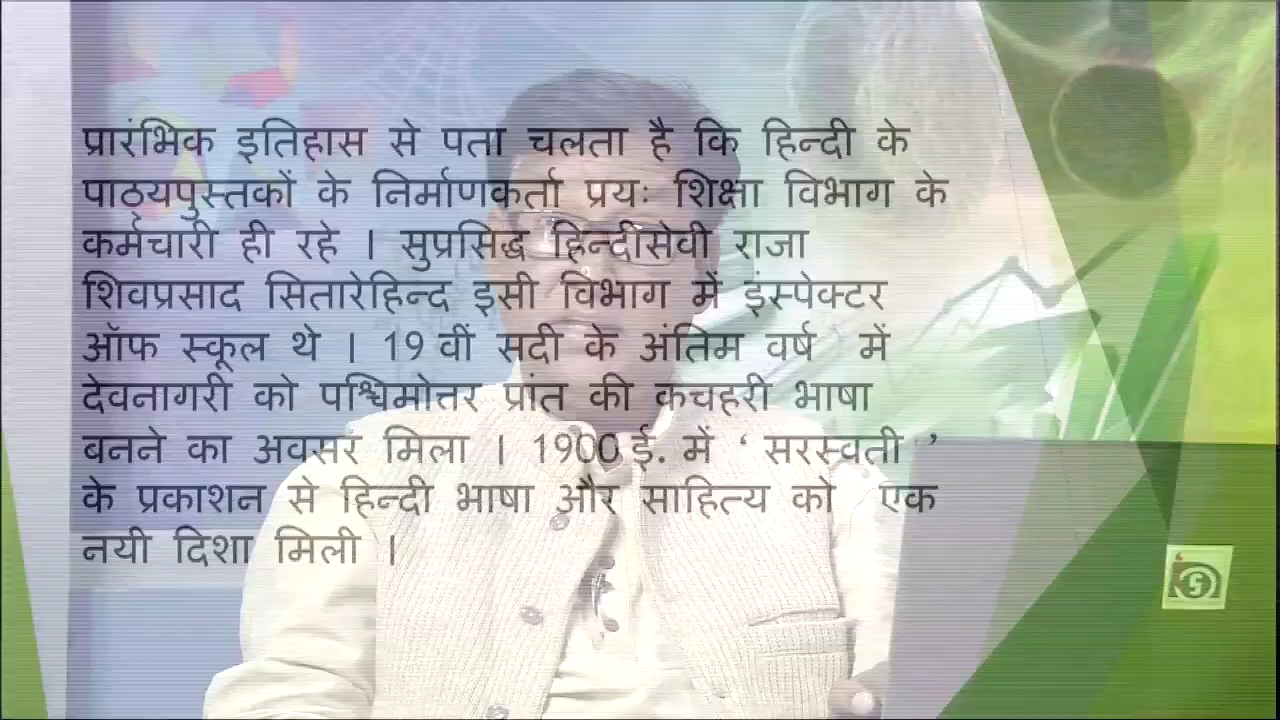 प्रारंभिक इतिहास से पता चलता है कि हिन्दी के
पाठ्यपुस्तकों के निर्माणकर्ता प्रयः शिक्षा विभाग के
कर्मचारी ही रहे । सुप्रसिद्ध हिन्दीसेवी राजा
शिवप्रसाद सितारेहिन्द इसी विभाग में इंस्पेक्टर
ऑफ स्कूल थे । 19 वीं सदी के अंतिम वर्ष में
देवनागरी को पश्चिमोत्तर प्रांत की कचहरी भाषा
बनने का अवसर मिला । 1900 ई. में ‘ सरस्वती ’
के प्रकाशन से हिन्दी भाषा और साहित्य को एक
नयी दिशा मिली ।
5